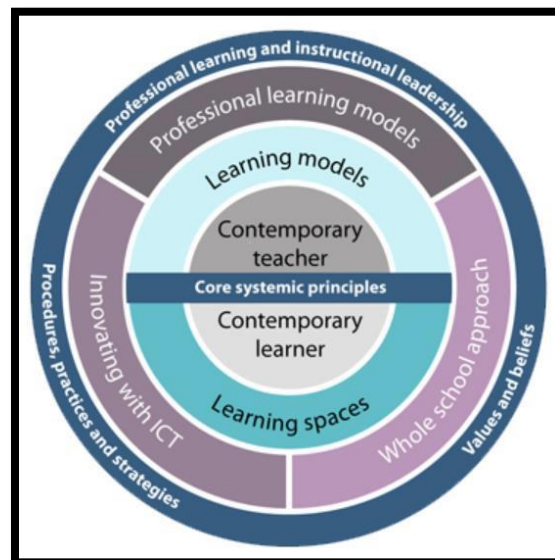 Professional learning and instructional leadership
Professional learning models
Learning models
Contemporary
teacher
Core systemic principles
Contemporary
learner
Learning spaces
Innovating with ICT
Whole school approach
Procedures, practices and strategies
Values and beliefs